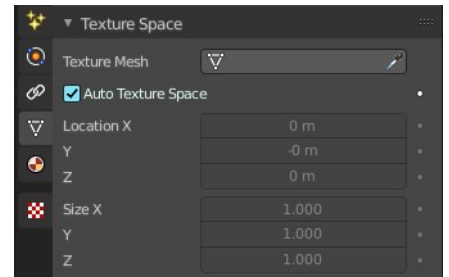 Texture Space
Texture Mesh
Auto Texture Space
Location X 0 m
Y -0 m
Z 0 m
Size X 1.000
Y 1.000
Z 1.000